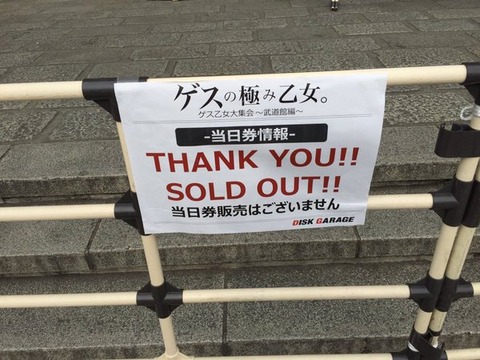 ゲスの極み乙女。
ゲス乙女大集会〜武道館編〜
-当日券情報-
THANK YOU!!
SOLD OUT!!
当日券販売はございません
DISK GARAGE